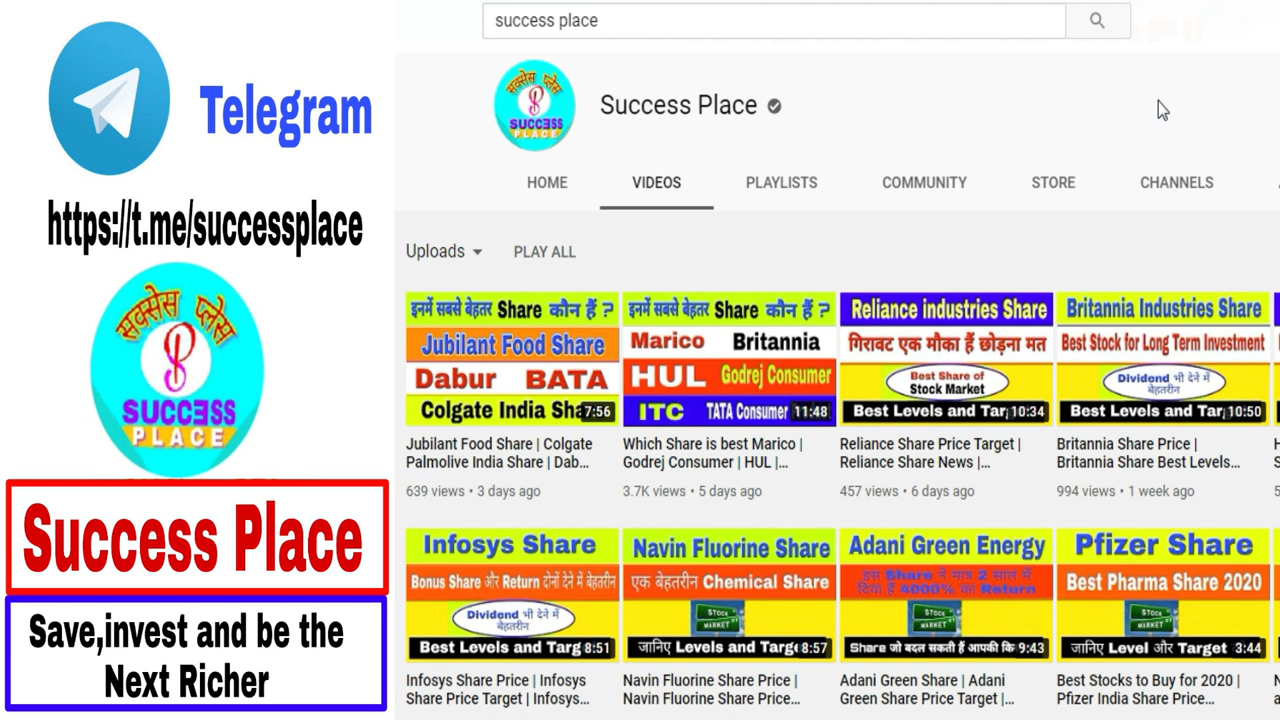 Telegram
https://t.me/successplace
सक्सेस प्लेस
SUCCESS
PLACE
Success Place
Save,invest and be the
Next Richer
success place
सक्सेस प्लेस
SUCCESS
PLACE
Success Place
HOME
VIDEOS
PLAYLISTS
COMMUNITY
STORE
CHANNELS
Uploads
PLAY ALL
इनमें सबसे बेहतर Share कौन हैं ?
Jubilant Food Share
Dabur BATA
Colgate India Sha
7:56
Jubilant Food Share | Colgate
Palmolive India Share | Dab...
639 views • 3 days ago
इनमें सबसे बेहतर Share कौन हैं ?
Marico Britannia
HUL Godrej Consumer
ITC TATA Consumer
11:48
Which Share is best Marico |
Godrej Consumer | HUL |...
3.7K views • 5 days ago
Reliance industries Share
गिरावट एक मौका हैं छोड़ना मत
Best Share of
Stock Market
Best Levels and Tar
10:34
Reliance Share Price Target |
Reliance Share News |...
457 views • 6 days ago
Britannia Industries Share
Best Stock for Long Term Investment
Dividend भी देने में
बेहतरीन
Best Levels and Tar
10:50
Britannia Share Price |
Britannia Share Best Levels...
994 views • 1 week ago
Infosys Share
Bonus Share और Return दोनों देने में बेहतरीन
Dividend भी देने में
बेहतरीन
Best Levels and Targ
8:51
Infosys Share Price | Infosys
Share Price Target | Infosys...
Navin Fluorine Share
एक बेहतरीन Chemical Share
STOCK
MARKET
जानिए Levels and Targe
8:57
Navin Fluorine Share Price |
Navin Fluorine Share Price...
Adani Green Energy
इस Share ने मात्र 2 साल में
दिया हैं 4000% का Return
STOCK
MARKET
Share जो बदल सकती हैं आपकी कि
9:43
Adani Green Share | Adani
Green Share Price Target |...
Pfizer Share
Best Pharma Share 2020
STOCK
MARKET
जानिए Level और Target
3:44
Best Stocks to Buy for 2020 |
Pfizer India Share Price...